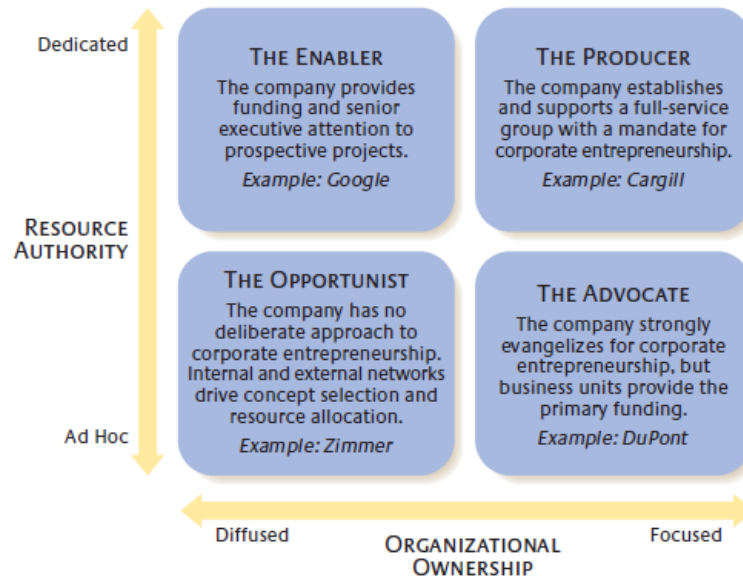 Dedicated
THE ENABLER
The company provides
funding and senior
executive attention to
prospective projects.
Example: Google
THE PRODUCER
The company establishes
and supports a full-service
group with a mandate for
corporate entrepreneurship.
Example: Cargill
RESOURCE
AUTHORITY
THE OPPORTUNIST
The company has no
deliberate approach to
corporate entrepreneurship.
Internal and external networks
drive concept selection and
resource allocation.
Example: Zimmer
THE ADVOCATE
The company strongly
evangelizes for corporate
entrepreneurship, but
business units provide the
primary funding.
Example: DuPont
Ad Hoc
Diffused
ORGANIZATIONAL
OWNERSHIP
Focused